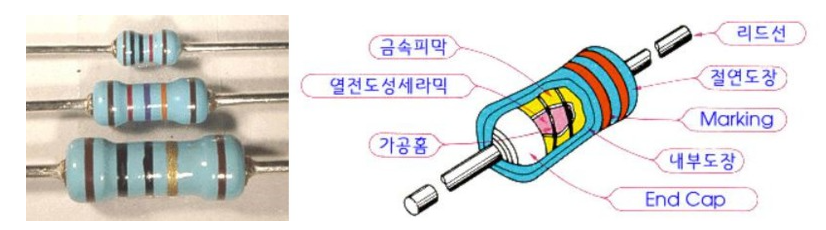 금속피막
열전도성세라믹
가공홈
리드선
절연도장
Marking
내부도장
End Cap